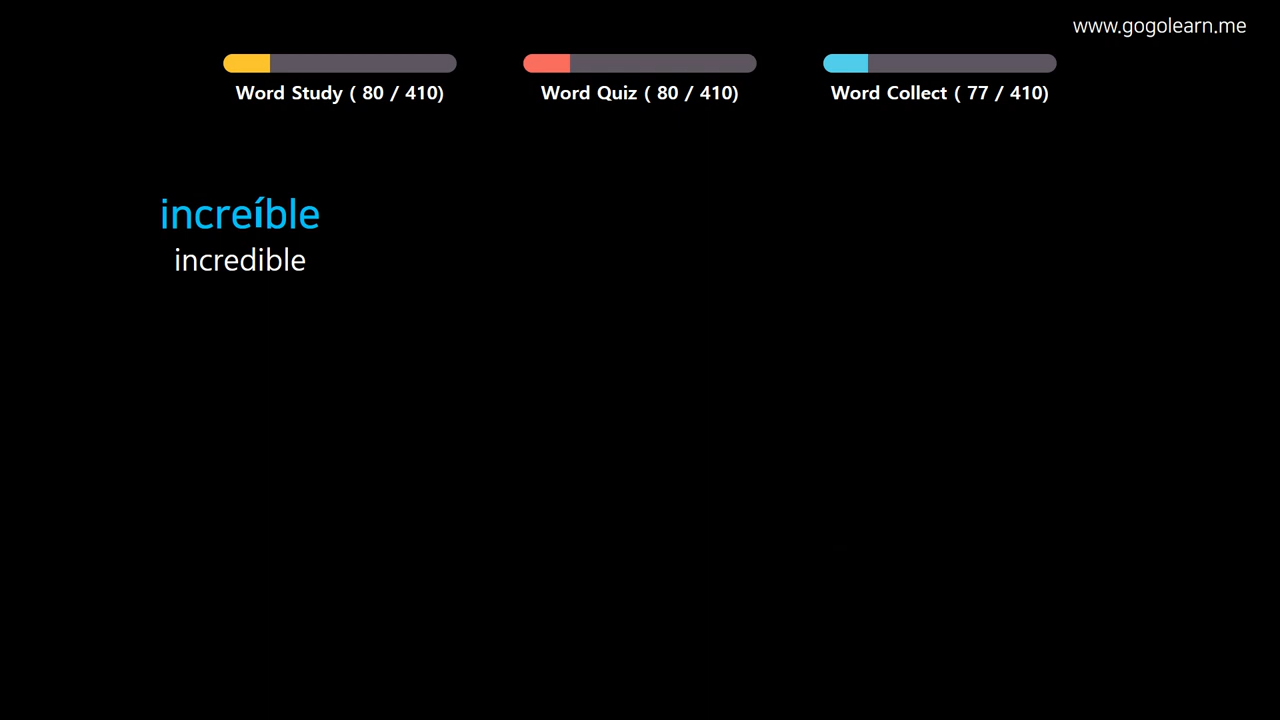 www.gogolearn.me
Word Study ( 80 / 410)
Word Quiz ( 80 / 410)
Word Collect ( 77 / 410)
increíble
incredible